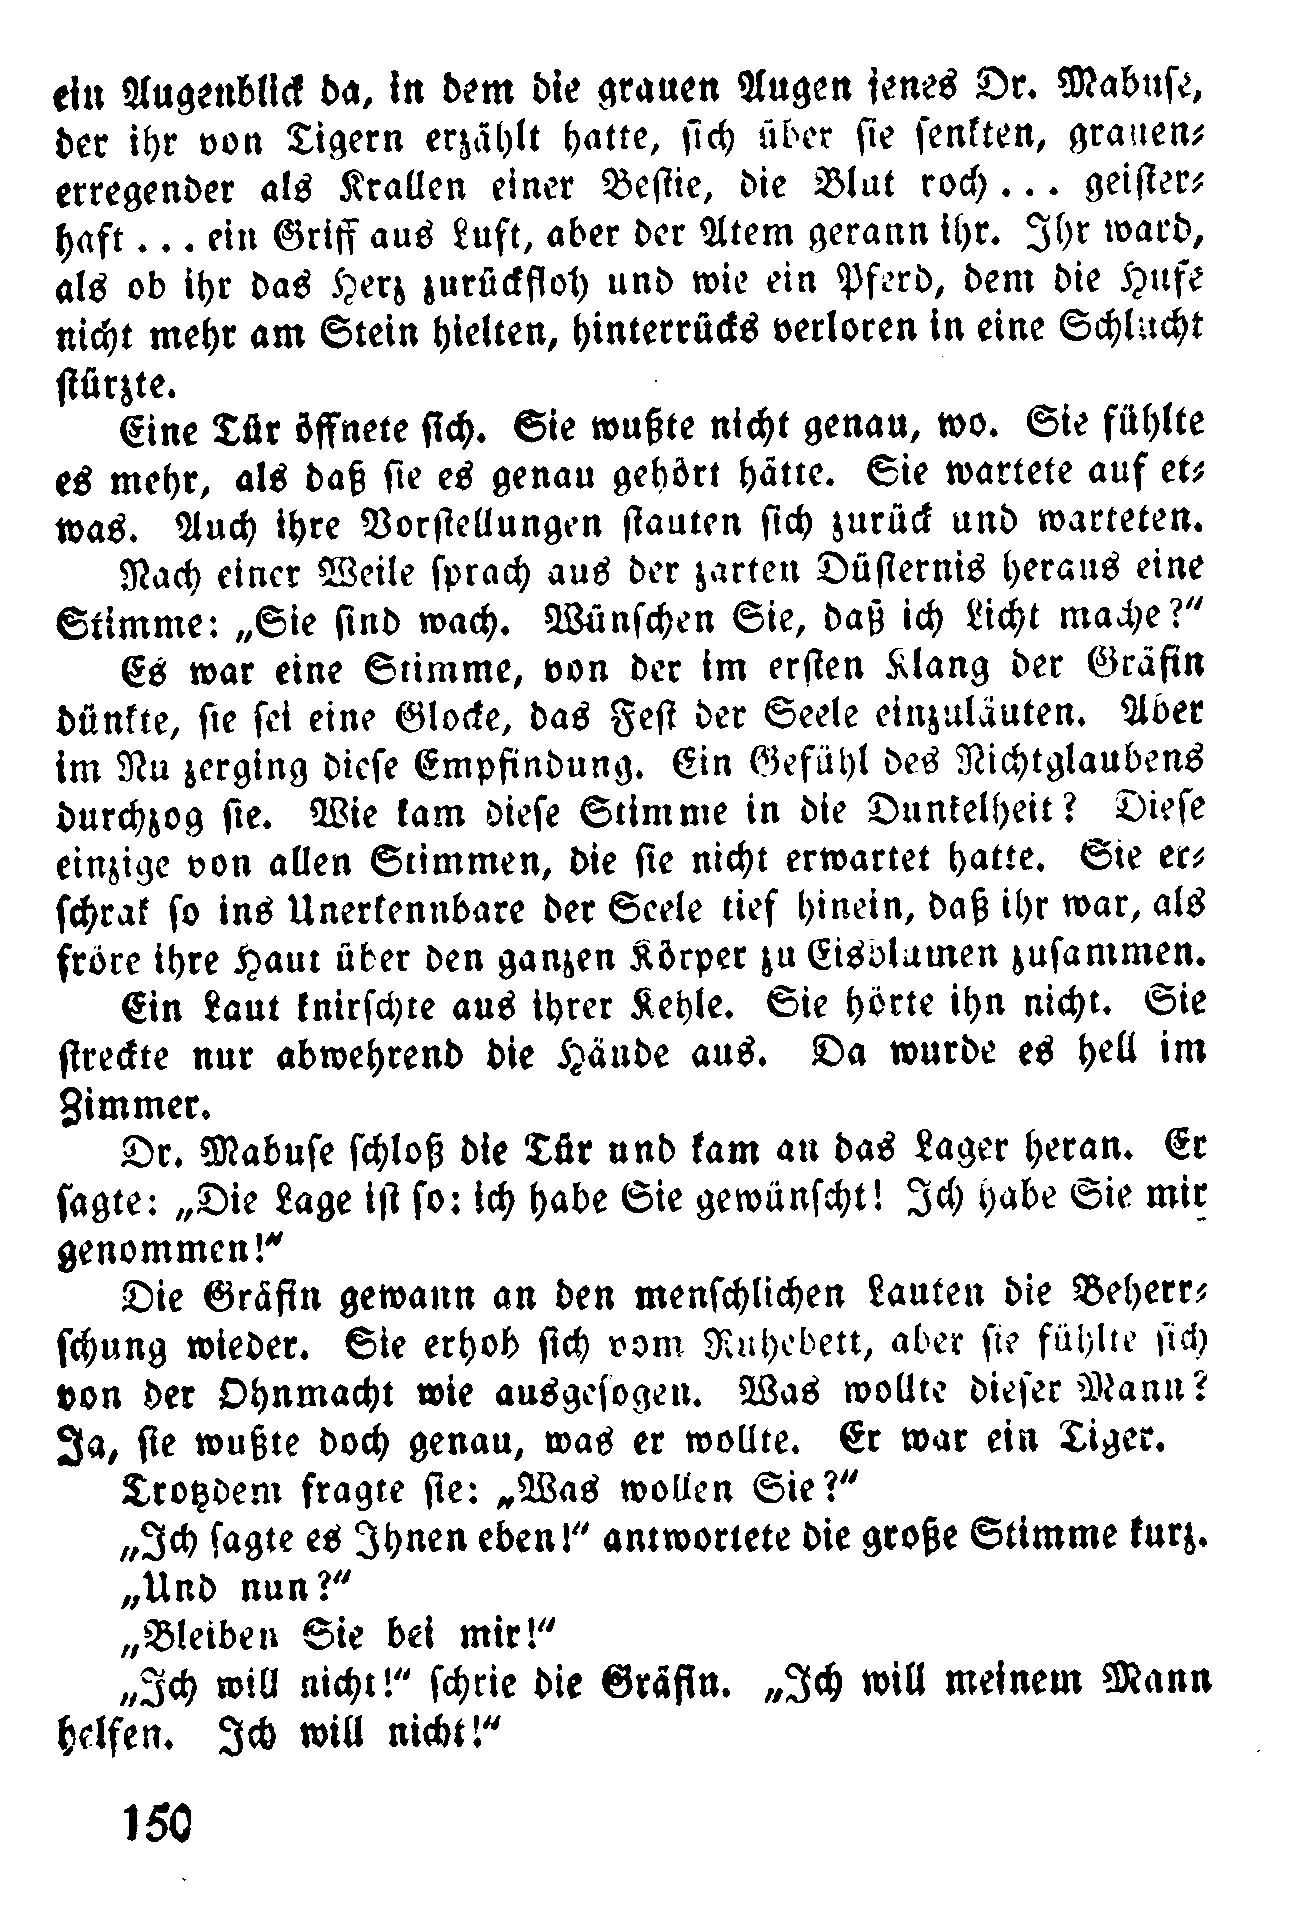 ein Augenblick da, in dem die grauen Augen jenes Dr. Mabuse,
der ihr von Tigern erzählt hatte, sich über sie senkten, grauen-
erregender als Krallen einer Bestie, die Blut roch... geister-
haft... ein Griff aus Luft, aber der Atem gerann ihr. Ihr ward,
als ob ihr das Herz zurückfloh und wie ein Pferd, dem die Hufe
nicht mehr am Stein hielten, hinterrücks verloren in eine Schlucht
stürzte.
Eine Tür öffnete sich. Sie wußte nicht genau, wo. Sie fühlte
es mehr, als daß sie es genau gehört hätte. Sie wartete auf et-
was. Auch ihre Vorstellungen stauten sich zurück und warteten.
Nach einer Weile sprach aus der zarten Düsternis heraus eine
Stimme: „Sie sind wach. Wünschen Sie, daß ich Licht mache?“
Es war eine Stimme, von der im ersten Klang der Gräfin
dünkte, sie sei eine Glocke, das Fest der Seele einzuläuten. Aber
im Nu zerging diese Empfindung. Ein Gefühl des Nichtglaubens
durchzog sie. Wie kam diese Stimme in die Dunkelheit? Diese
einzige von allen Stimmen, die sie nicht erwartet hatte. Sie er-
schrak so ins Unerkennbare der Seele tief hinein, daß ihr war, als
fröre ihre Haut über den ganzen Körper zu Eisblumen zusammen.
Ein Laut knirschte aus ihrer Kehle. Sie hörte ihn nicht. Sie
streckte nur abwehrend die Hände aus. Da wurde es hell im
Zimmer.
Dr. Mabuse schloß die Tür und kam an das Lager heran. Er
sagte: „Die Lage ist so: ich habe Sie gewünscht! Ich habe Sie mir
genommen!“
Die Gräfin gewann an den menschlichen Lauten die Beherr-
schung wieder. Sie erhob sich vom Ruhebett, aber sie fühlte sich
von der Ohnmacht wie ausgesogen. Was wollte dieser Mann?
Ja, sie wußte doch genau, was er wollte. Er war ein Tiger.
Trotzdem fragte sie: „Was wollen Sie?“
„Ich sagte es Ihnen eben!“ antwortete die große Stimme kurz.
„Und nun?“
„Bleiben Sie bei mir!“
„Ich will nicht!“ schrie die Gräfin. „Ich will meinem Mann
helfen. Ich will nicht!“
150